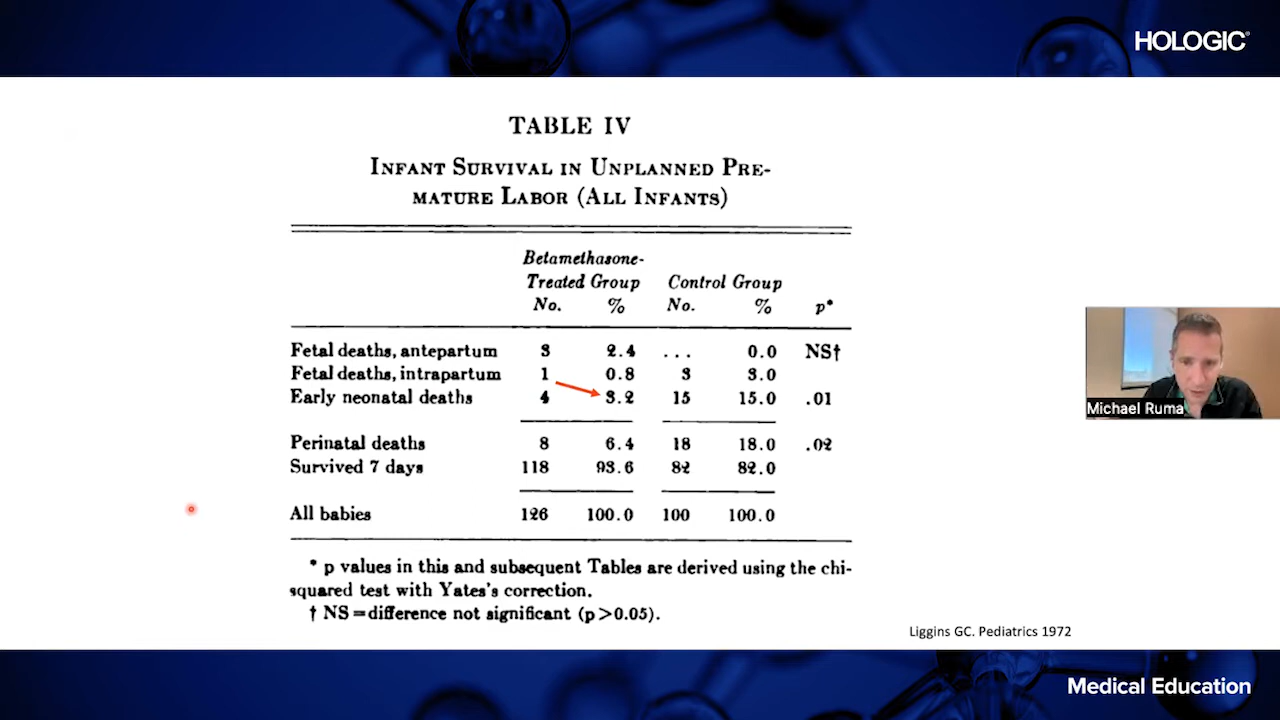 HOLOGIC®
TABLE IV
INFANT SURVIVAL IN UNPLANNED PRE-
MATURE LABOR (ALL INFANTS)
Betamethasone-
Treated Group Control Group
No. % No. % p*
Fetal deaths, antepartum 3 2.4 ... 0.0 NS†
Fetal deaths, intrapartum 1 0.8 3 3.0
Early neonatal deaths 4 3.2 15 15.0 .01
Perinatal deaths 8 6.4 18 18.0 .02
Survived 7 days 118 93.6 82 82.0
All babies 126 100.0 100 100.0
* p values in this and subsequent Tables are derived using the chi-
squared test with Yates's correction.
† NS=difference not significant (p>0.05).
Michael Ruma
Liggins GC. Pediatrics 1972
Medical Education